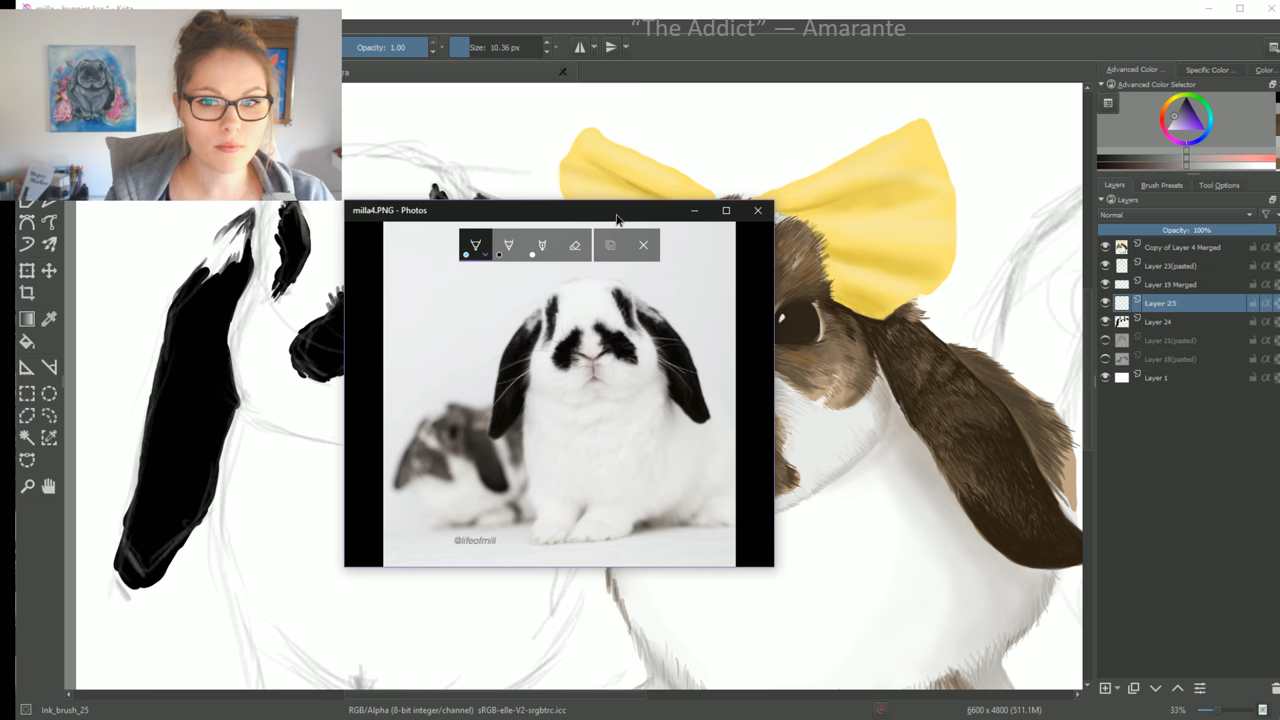 “The Addict” — Amarante
Opacity: 1.00
Size: 10.36 px
Advanced Color ...
Specific Color ...
Color...
Advanced Color Selector
Layers
Brush Presets
Tool Options
Layers
Normal
Opacity: 100%
Copy of Layer 4 Merged
Layer 23(pasted)
Layer 19 Merged
Layer 25
Layer 24
Layer 21(pasted)
Layer 18(pasted)
Layer 1
milla4.PNG - Photos
@lifeofmill
Ink_brush_25
RGB/Alpha (8-bit integer/channel) sRGB-elle-V2-srgbtrc.icc
6600 x 4800 (511.1M)
33%